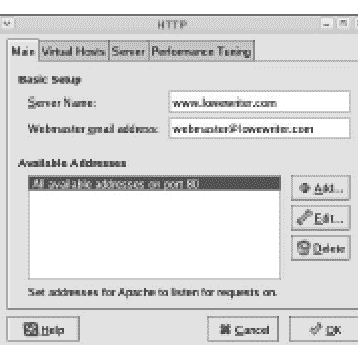 HTTP
Main Virtual Hosts Server Performance Tuning
Basic Setup
Server Name: www.lowewriter.com
Webmaster email address: webmaster@lowewriter.com
Available Addresses
All available addresses on port 80
Add...
Edit...
Delete
Set addresses for Apache to listen for requests on.
Help Cancel OK